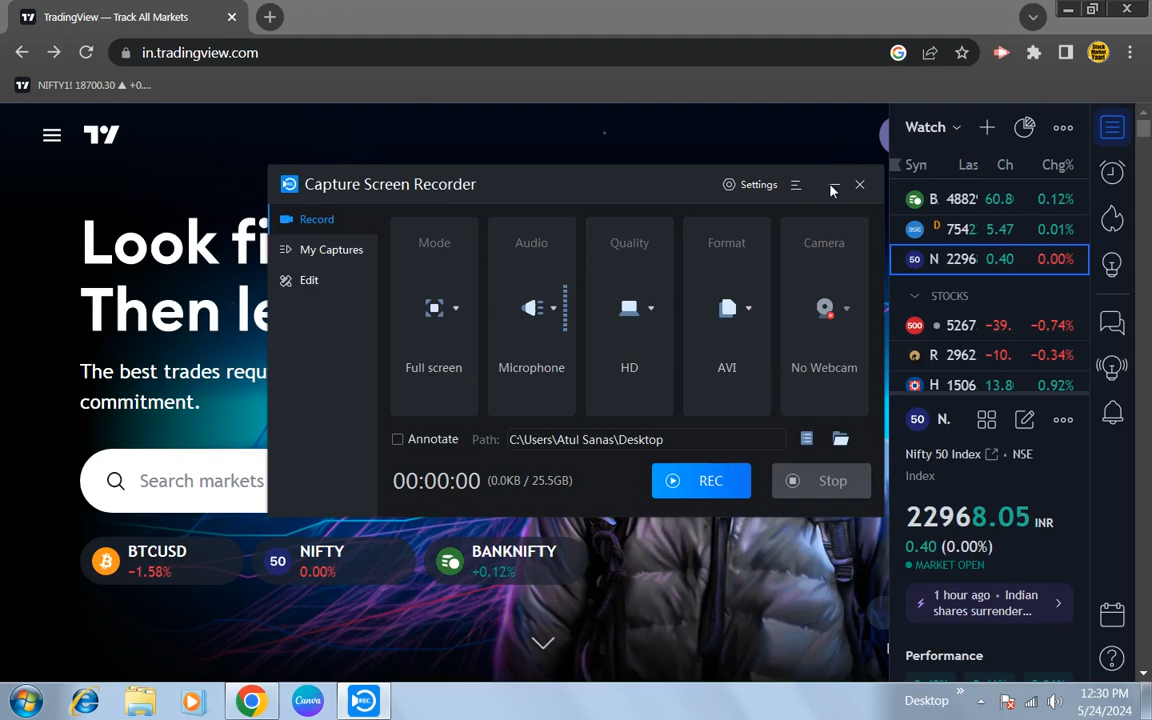 TradingView — Track All Markets
in.tradingview.com
NIFTY1! 18700.30 ▲ +0....
Look fi
Then le
The best trades requ
commitment.
Search markets
BTCUSD
−1.58%
NIFTY
0.00%
BANKNIFTY
+0.12%
Capture Screen Recorder
Settings
Record
My Captures
Edit
Mode Audio Quality Format Camera
Full screen Microphone HD AVI No Webcam
Annotate Path: C:\Users\Atul Sanas\Desktop
00:00:00 (0.0KB / 25.5GB)
REC
Stop
Watch
Syn Las Ch Chg%
B. 4882 60.8 0.12%
D 7542 5.47 0.01%
50 N 2296 0.40 0.00%
STOCKS
500 5267 −39. −0.74%
R 2962 −10. −0.34%
H 1506 13.8 0.92%
50 N.
Nifty 50 Index • NSE
Index
22968.05 INR
0.40 (0.00%)
MARKET OPEN
1 hour ago • Indian
shares surrender...
Performance
Canva
REC
Desktop
12:30 PM
5/24/2024